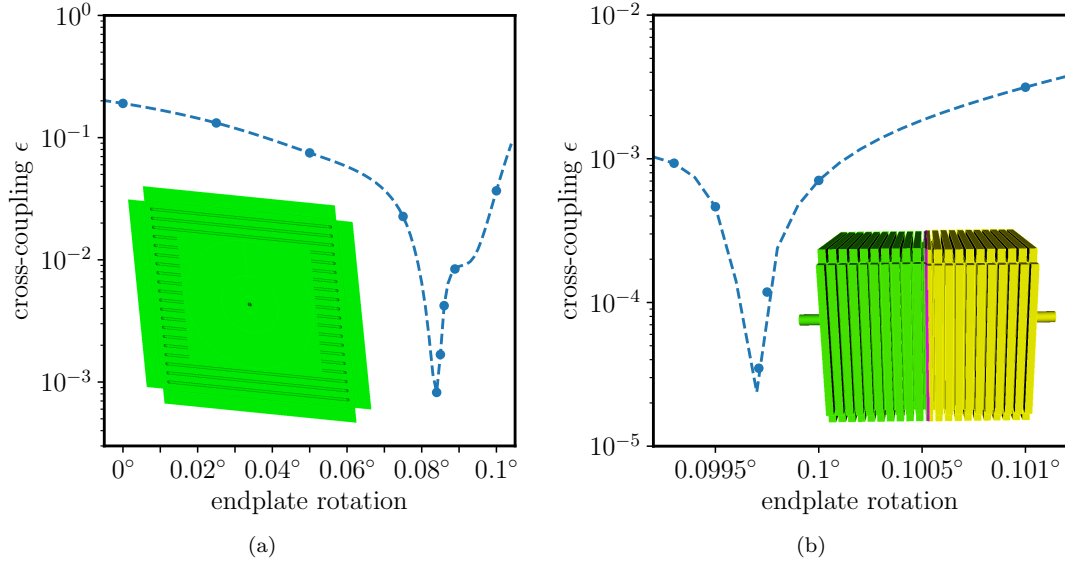 10⁰
10⁻¹
10⁻²
10⁻³
cross-coupling ϵ
0° 0.02° 0.04° 0.06° 0.08° 0.1°
endplate rotation
(a)
10⁻²
10⁻³
10⁻⁴
10⁻⁵
cross-coupling ϵ
0.0995° 0.1° 0.1005° 0.101°
endplate rotation
(b)